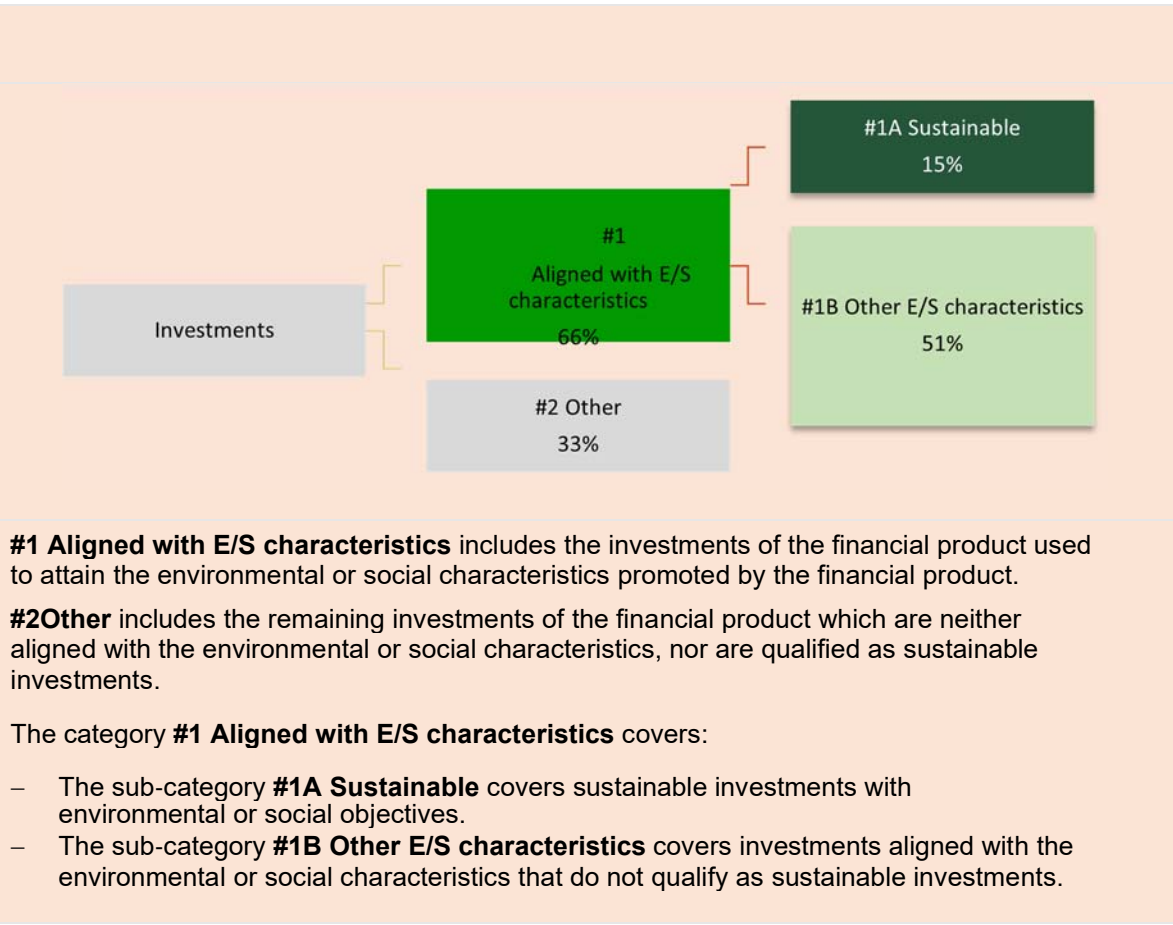 #1A Sustainable
15%
#1
Aligned with E/S
characteristics
66%
Investments
#1B Other E/S characteristics
51%
#2 Other
33%
#1 Aligned with E/S characteristics includes the investments of the financial product used
to attain the environmental or social characteristics promoted by the financial product.
#2Other includes the remaining investments of the financial product which are neither
aligned with the environmental or social characteristics, nor are qualified as sustainable
investments.
The category #1 Aligned with E/S characteristics covers:
– The sub-category #1A Sustainable covers sustainable investments with
environmental or social objectives.
– The sub-category #1B Other E/S characteristics covers investments aligned with the
environmental or social characteristics that do not qualify as sustainable investments.